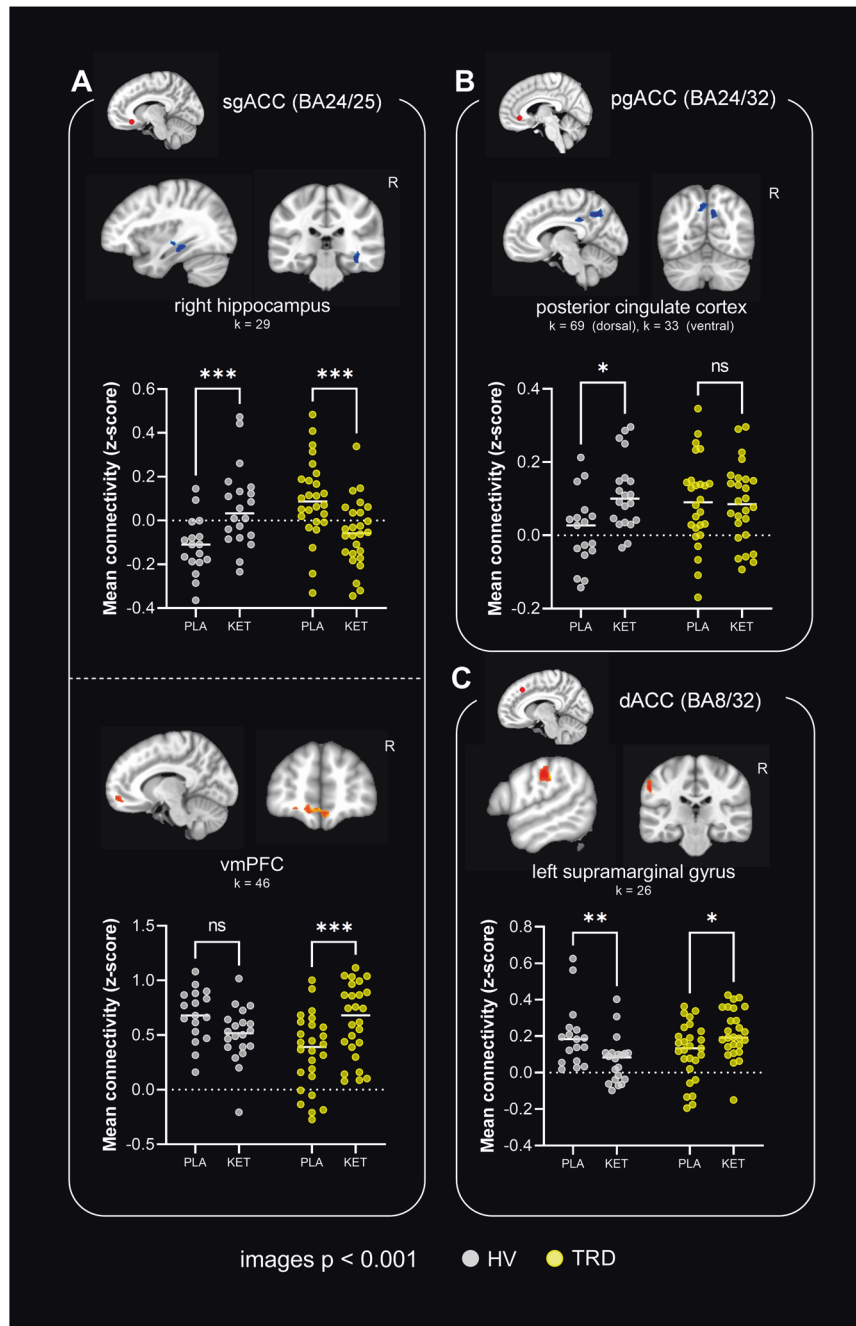 A
sgACC (BA24/25)
R
right hippocampus
k = 29
Mean connectivity (z-score)
0.6
0.4
0.2
0.0
-0.2
-0.4
***
***
PLA
KET
PLA
KET
R
vmPFC
k = 46
Mean connectivity (z-score)
1.5
1.0
0.5
0.0
-0.5
ns
***
PLA
KET
PLA
KET
B
pgACC (BA24/32)
R
posterior cingulate cortex
k = 69 (dorsal), k = 33 (ventral)
Mean connectivity (z-score)
0.4
0.2
0.0
-0.2
*
ns
PLA
KET
PLA
KET
C
dACC (BA8/32)
R
left supramarginal gyrus
k = 26
Mean connectivity (z-score)
0.8
0.6
0.4
0.2
0.0
-0.2
-0.4
**
*
PLA
KET
PLA
KET
images p < 0.001
HV
TRD